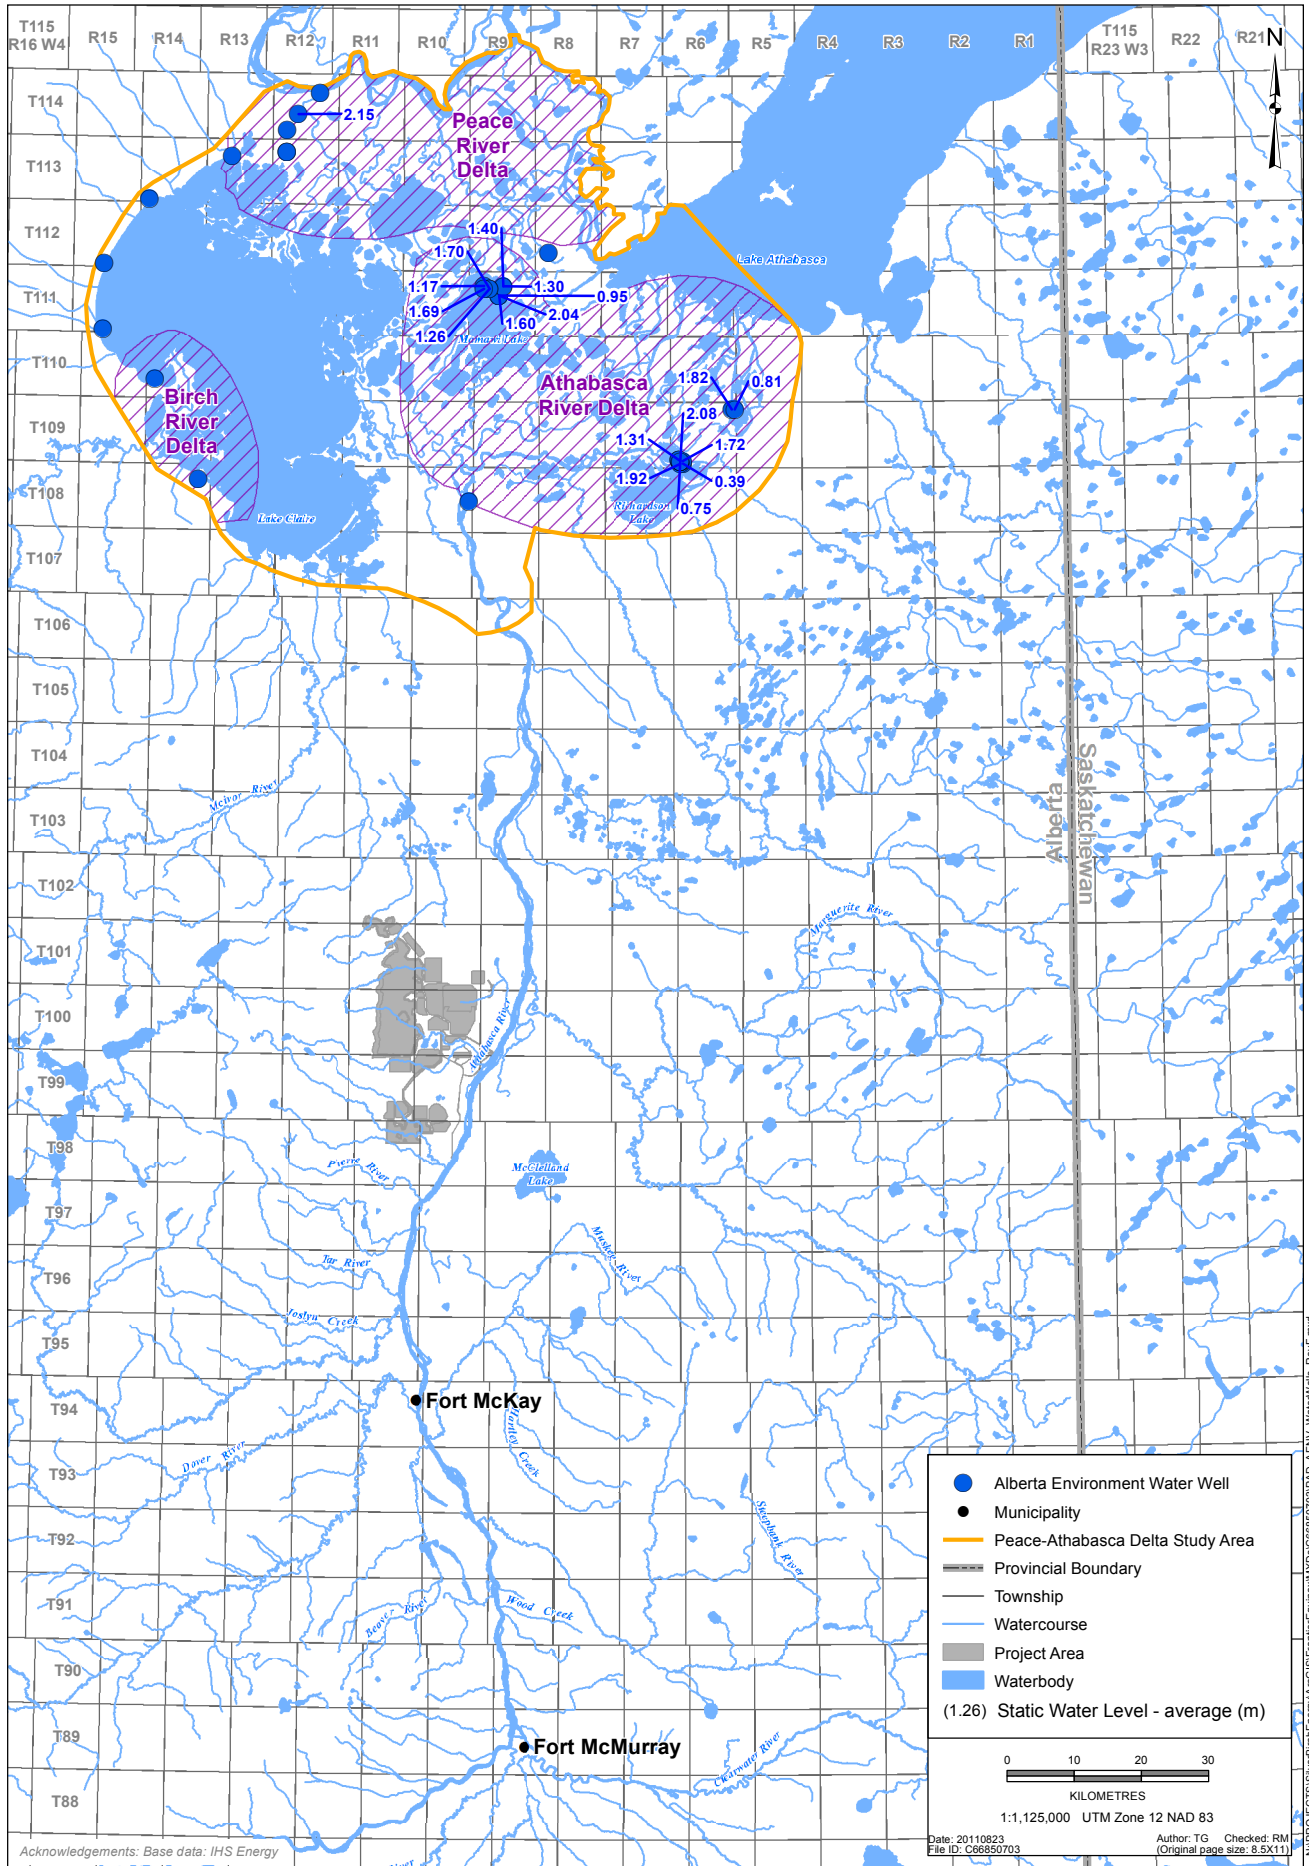 T115
R16 W4
R15
R14
R13
R12
R11
R10
R9
R8
R7
R6
R5
R4
R3
R2
R1
T115
R23 W3
R22
R21
N
T114
2.15
Peace
River
Delta
T113
T112
1.40
1.70
Lake Athabasca
1.17
1.30
0.95
T111
1.69
2.04
1.60
1.26
Mamawi Lake
T110
Birch
River
Delta
Athabasca
River Delta
1.82
0.81
2.08
T109
1.31
1.72
1.92
0.39
T108
0.75
Richardson
Lake
Lake Claire
T107
T106
T105
T104
McIvor River
T103
Alberta
Saskatchewan
T102
Marguerite River
T101
T100
Athabasca River
T99
T98
Pierre River
McClelland
Lake
T97
Muskeg River
Tar River
T96
Joslyn Creek
T95
Fort McKay
T94
Hartley Creek
Dover River
T93
Steepbank River
T92
T91
Beaver River
Wood Creek
T90
T89
Fort McMurray
Clearwater River
T88
River
Alberta Environment Water Well
Municipality
Peace-Athabasca Delta Study Area
Provincial Boundary
Township
Watercourse
Project Area
Waterbody
(1.26) Static Water Level - average (m)
0 10 20 30
KILOMETRES
1:1,125,000 UTM Zone 12 NAD 83
Date: 20110823
Author: TG Checked: RM
File ID: C66850703
(Original page size: 8.5X11)
Acknowledgements: Base data: IHS Energy